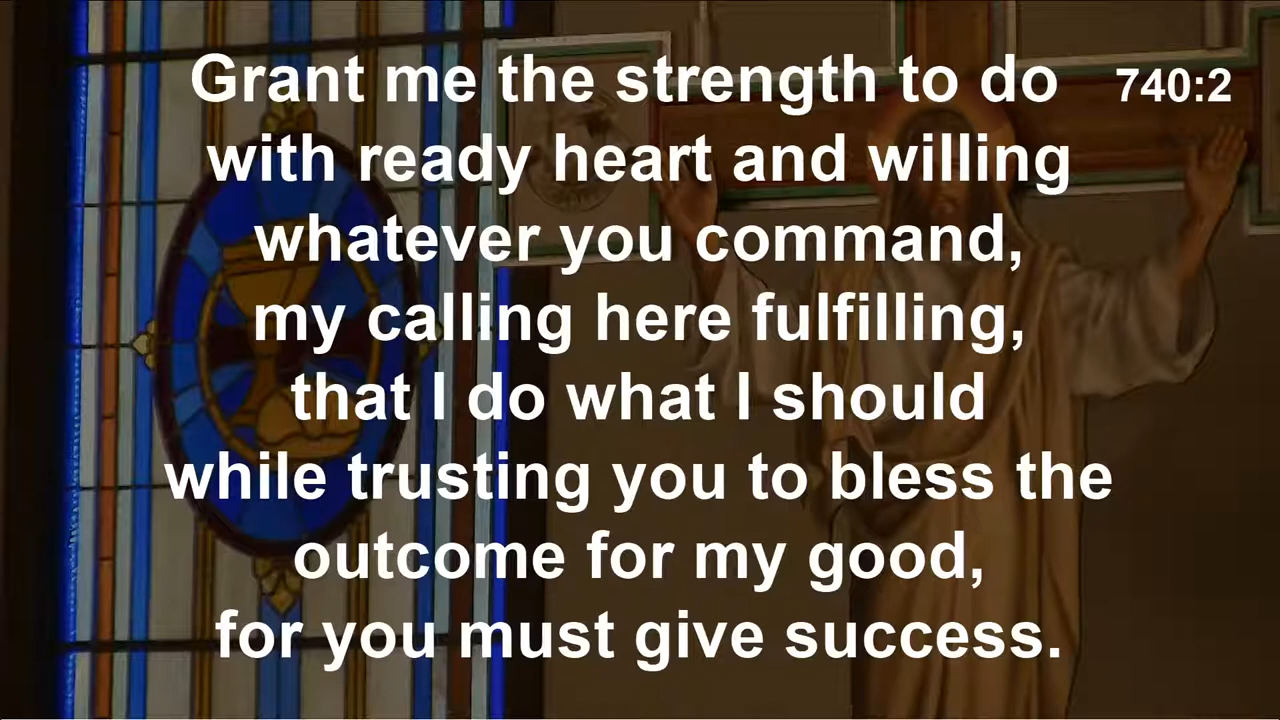 Grant me the strength to do 740:2
with ready heart and willing
whatever you command,
my calling here fulfilling,
that I do what I should
while trusting you to bless the
outcome for my good,
for you must give success.